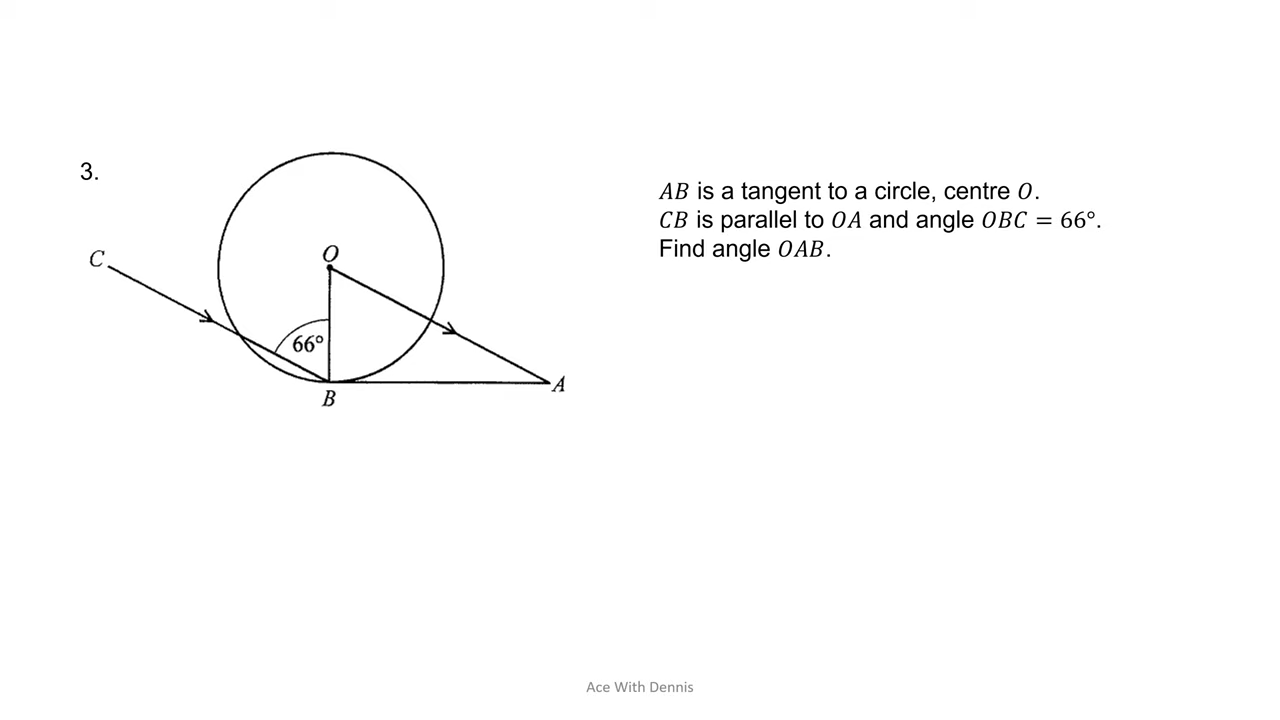 3.
AB is a tangent to a circle, centre O.
CB is parallel to OA and angle OBC = 66°.
Find angle OAB.
O
C
66°
B
A
Ace With Dennis